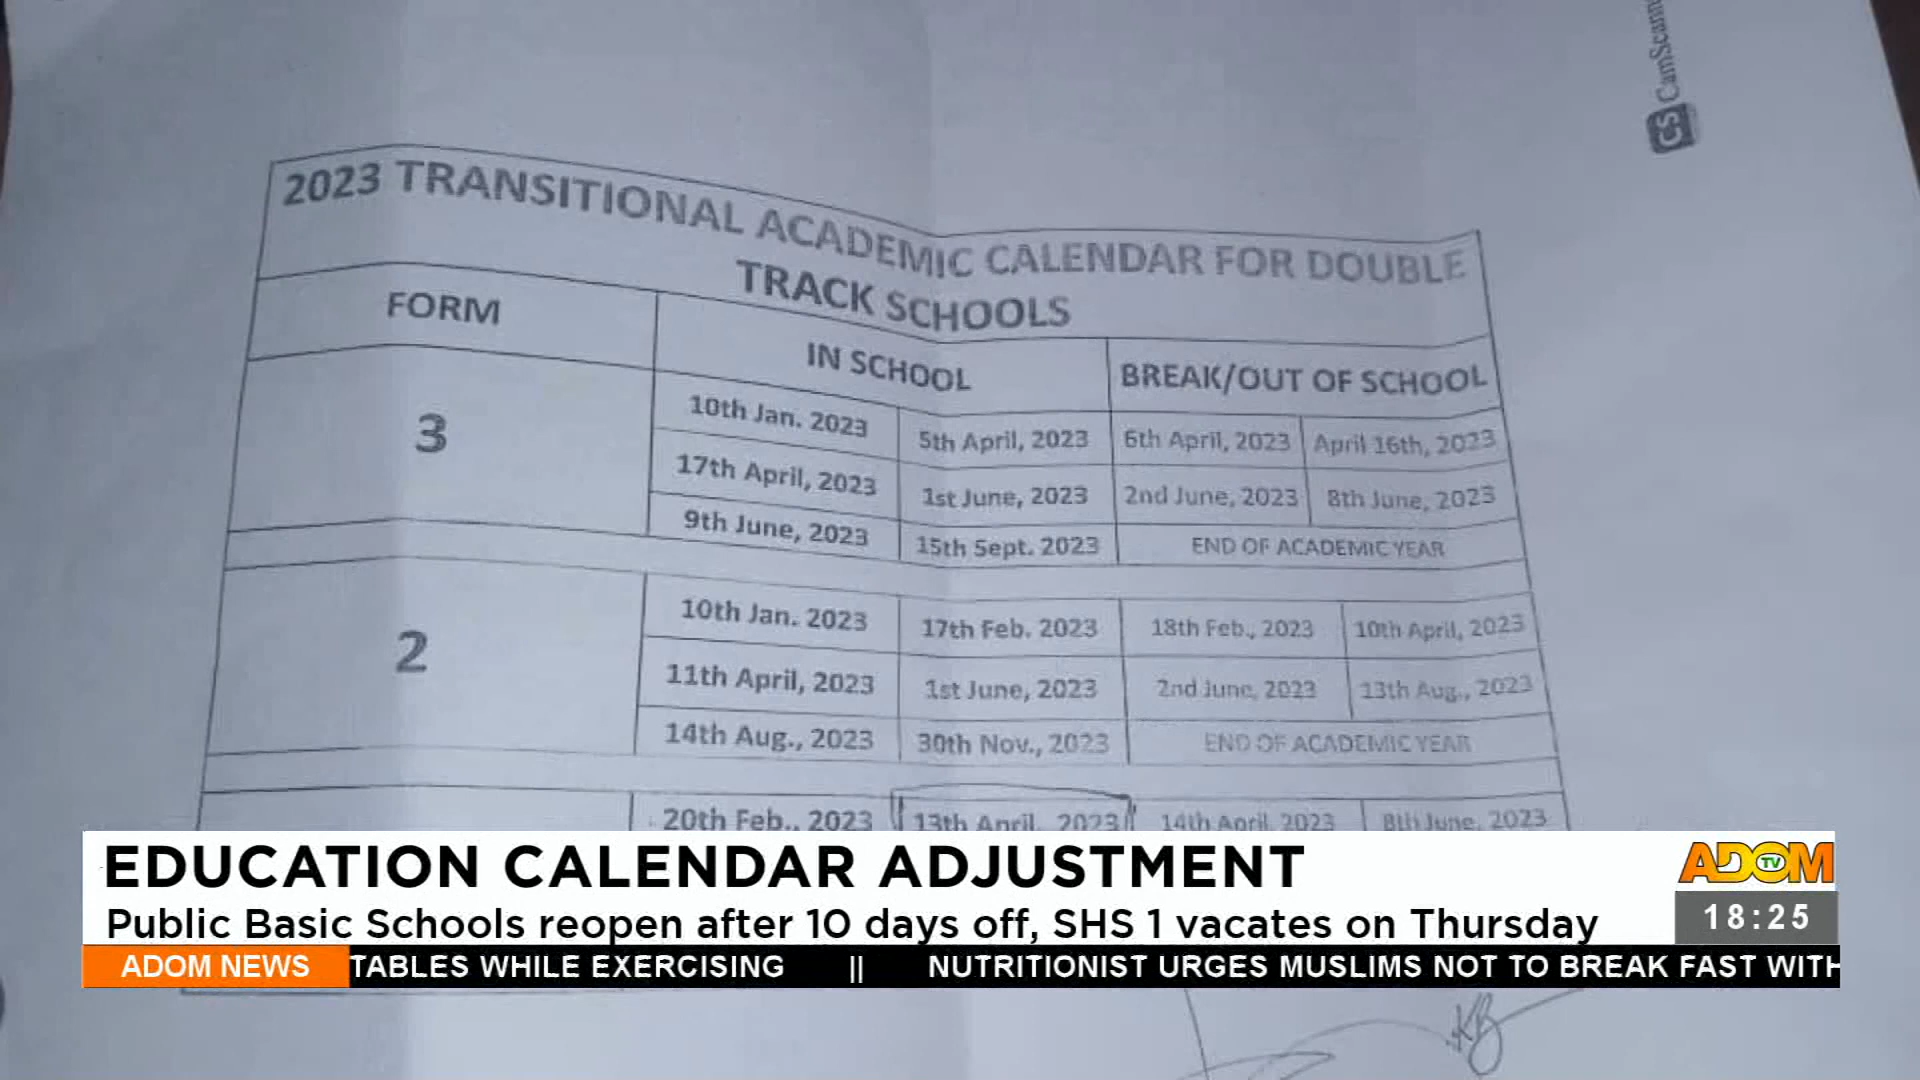 CS CamScann
2023 TRANSITIONAL ACADEMIC CALENDAR FOR DOUBLE
TRACK SCHOOLS
FORM IN SCHOOL BREAK/OUT OF SCHOOL
3
10th Jan. 2023 5th April, 2023 6th April, 2023 April 16th, 2023
17th April, 2023 1st June, 2023 2nd June, 2023 8th June, 2023
9th June, 2023 15th Sept. 2023 END OF ACADEMIC YEAR
2
10th Jan. 2023 17th Feb. 2023 18th Feb., 2023 10th April, 2023
11th April, 2023 1st June, 2023 2nd June, 2023 13th Aug., 2023
14th Aug., 2023 30th Nov., 2023 END OF ACADEMIC YEAR
20th Feb., 2023 13th April, 2023 14th April, 2023 8th June, 2023
EDUCATION CALENDAR ADJUSTMENT
Public Basic Schools reopen after 10 days off, SHS 1 vacates on Thursday
ADOM TV
18:25
ADOM NEWS TABLES WHILE EXERCISING || NUTRITIONIST URGES MUSLIMS NOT TO BREAK FAST WITH